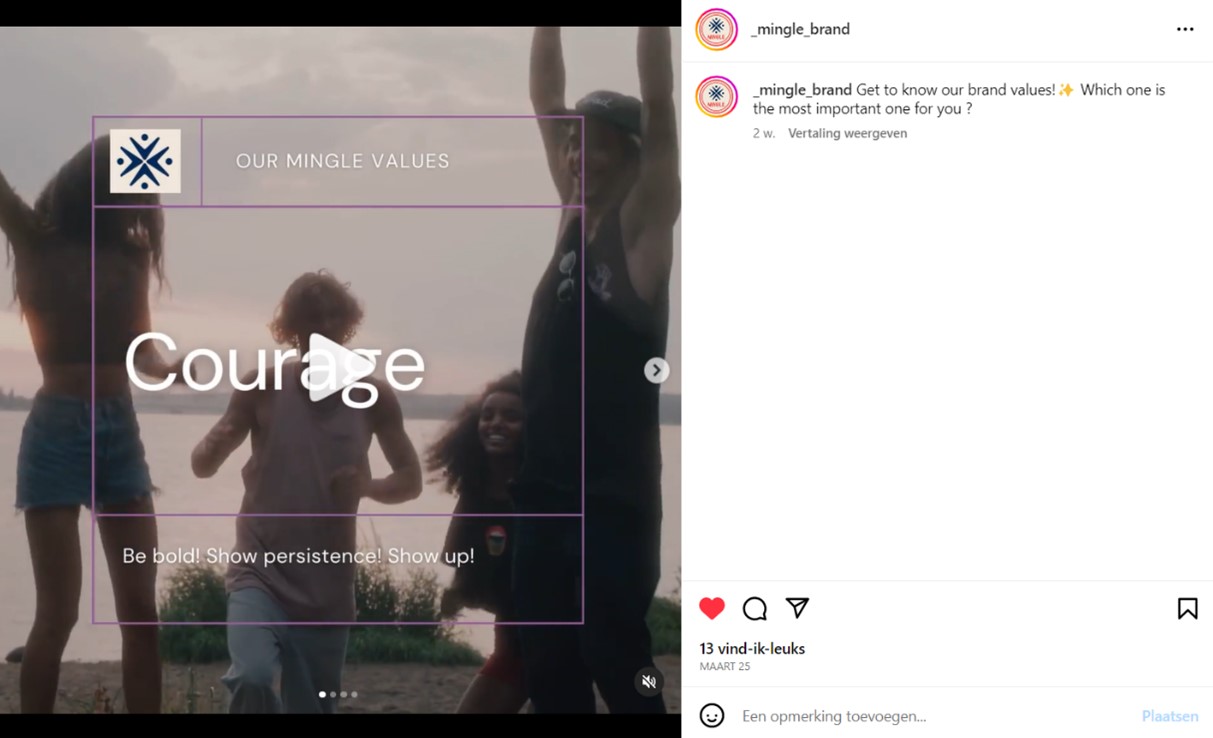 OUR MINGLE VALUES
Courage
Be bold! Show persistence! Show up!
MINGLE
_mingle_brand
MINGLE
_mingle_brand Get to know our brand values!✨ Which one is
the most important one for you ?
2 w. Vertaling weergeven
13 vind-ik-leuks
MAART 25
Een opmerking toevoegen... Plaatsen